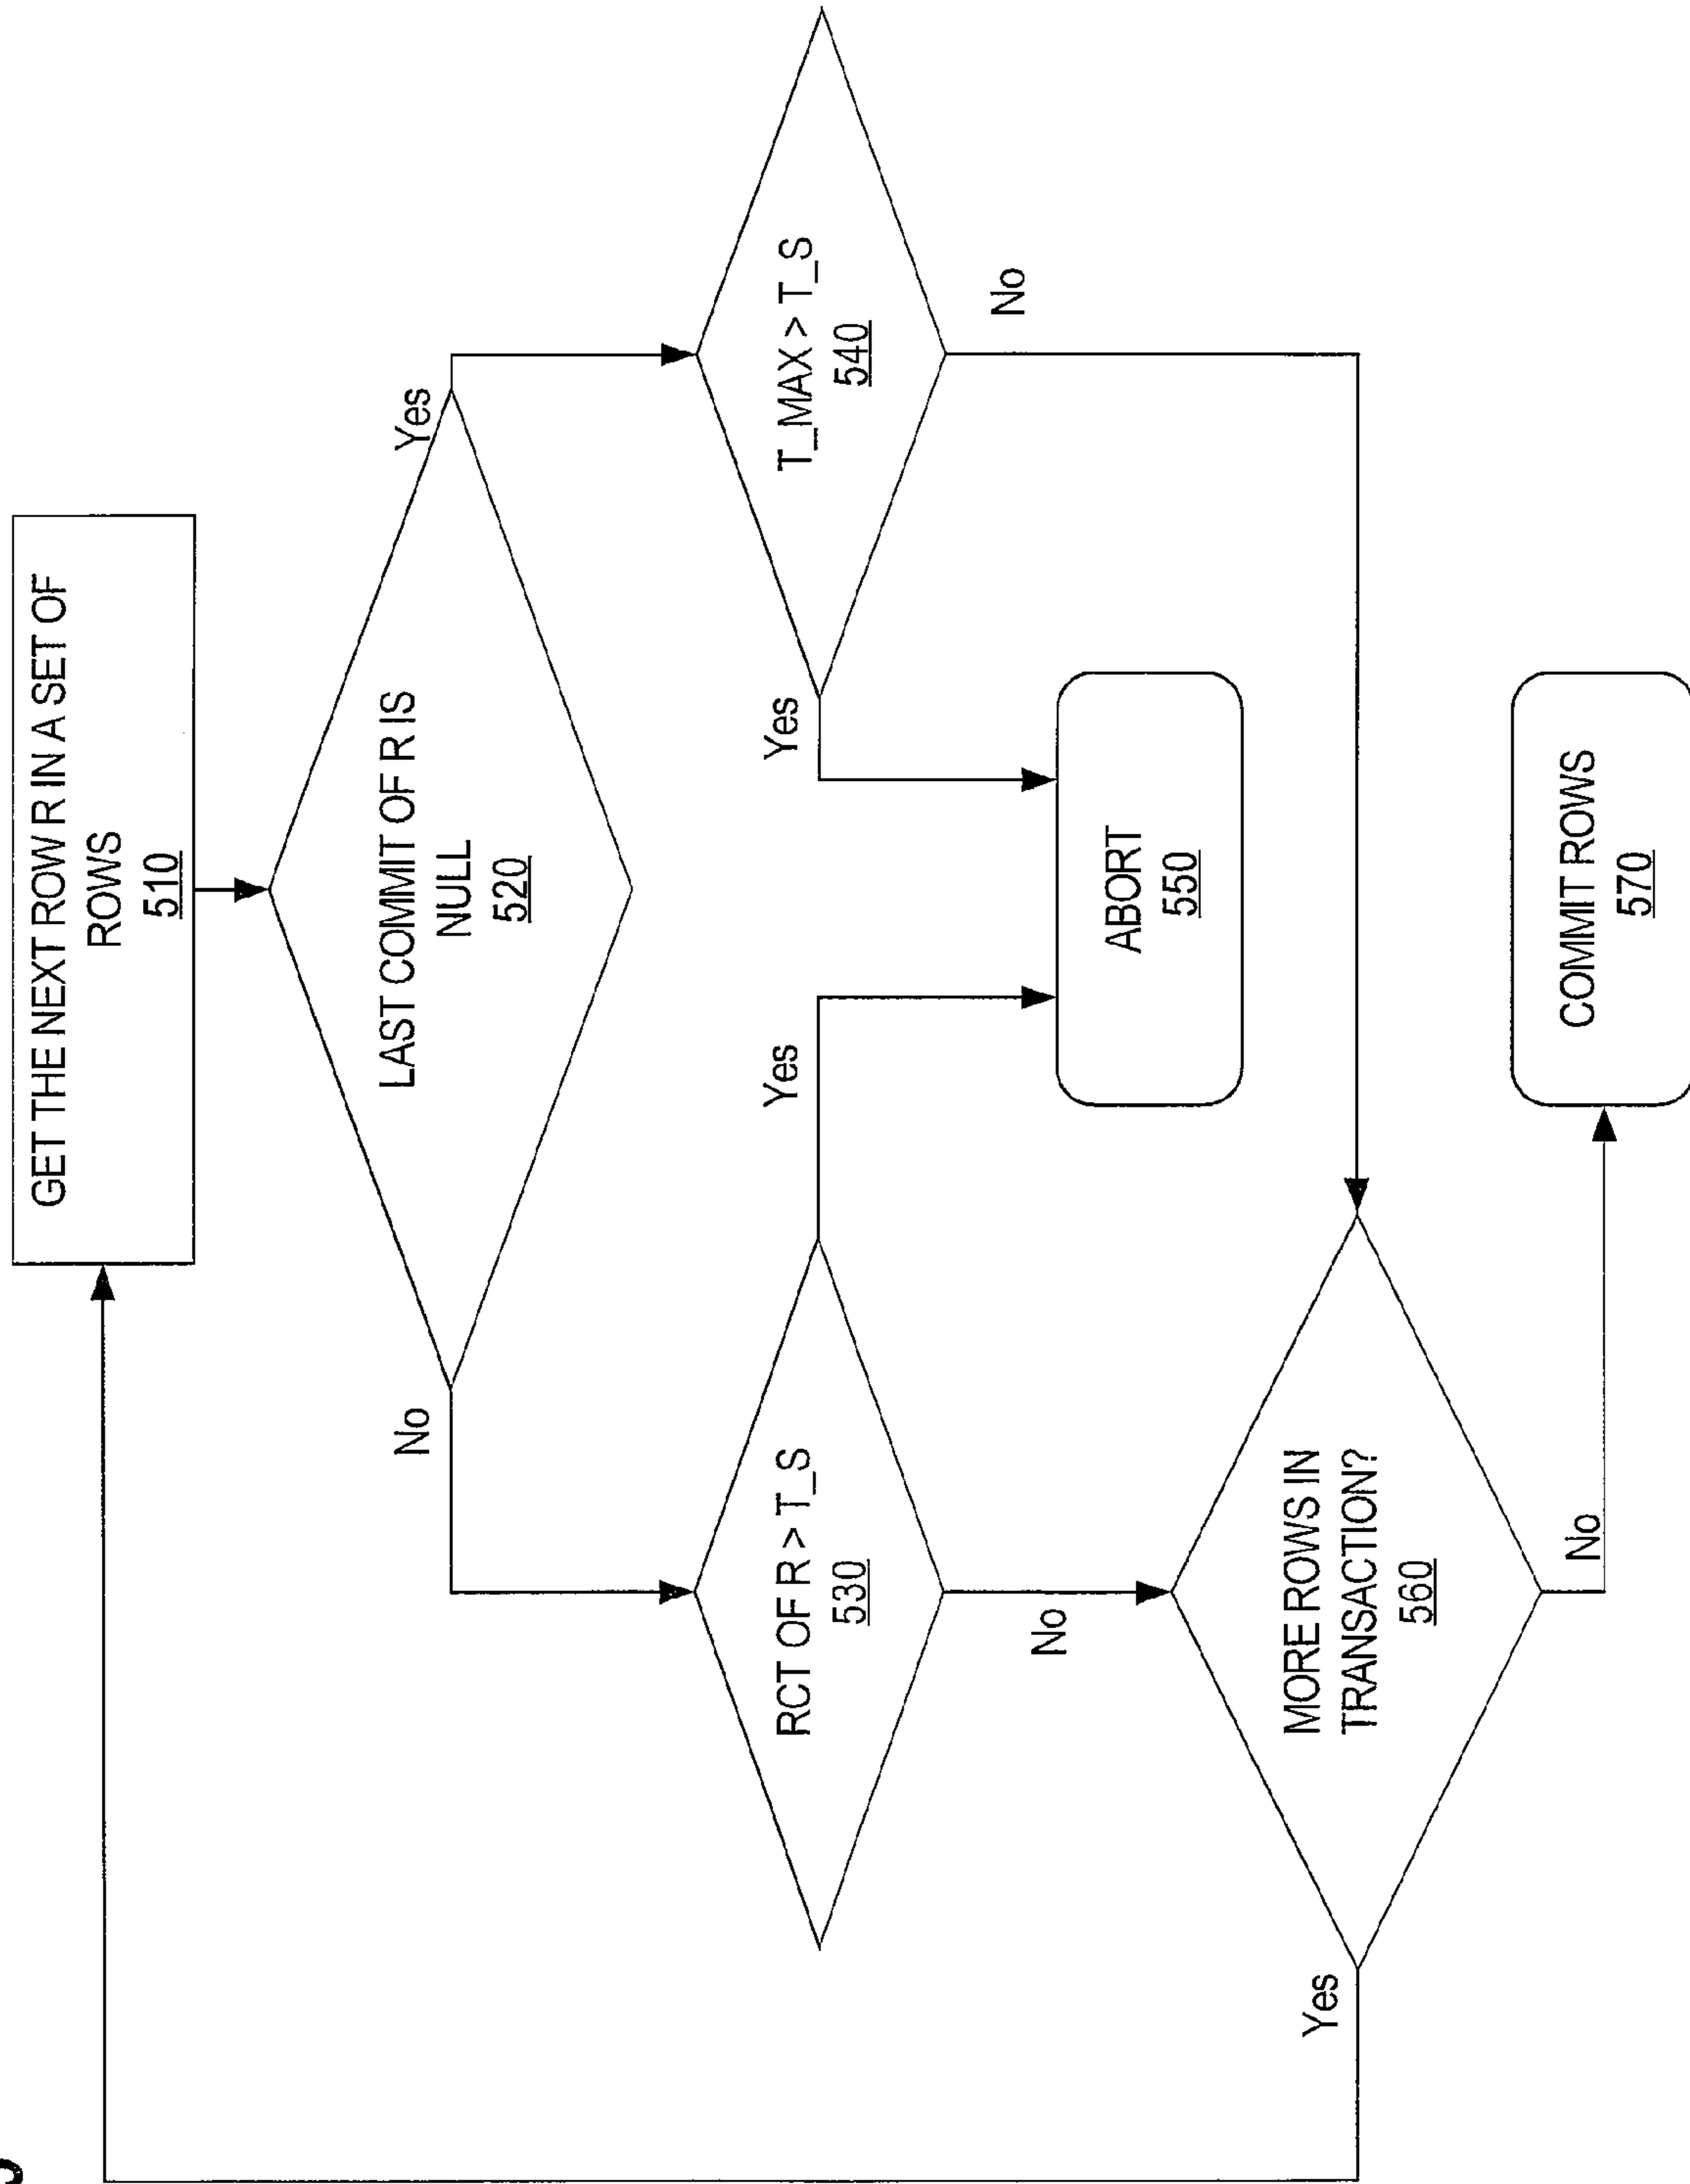 GET THE NEXT ROW R IN A SET OF
ROWS
510
LAST COMMIT OF R IS
NULL
520
No
Yes
RCT OF R > T_S
530
Yes
No
T_MAX > T_S
540
Yes
No
ABORT
550
MORE ROWS IN
TRANSACTION?
560
Yes
No
COMMIT ROWS
570